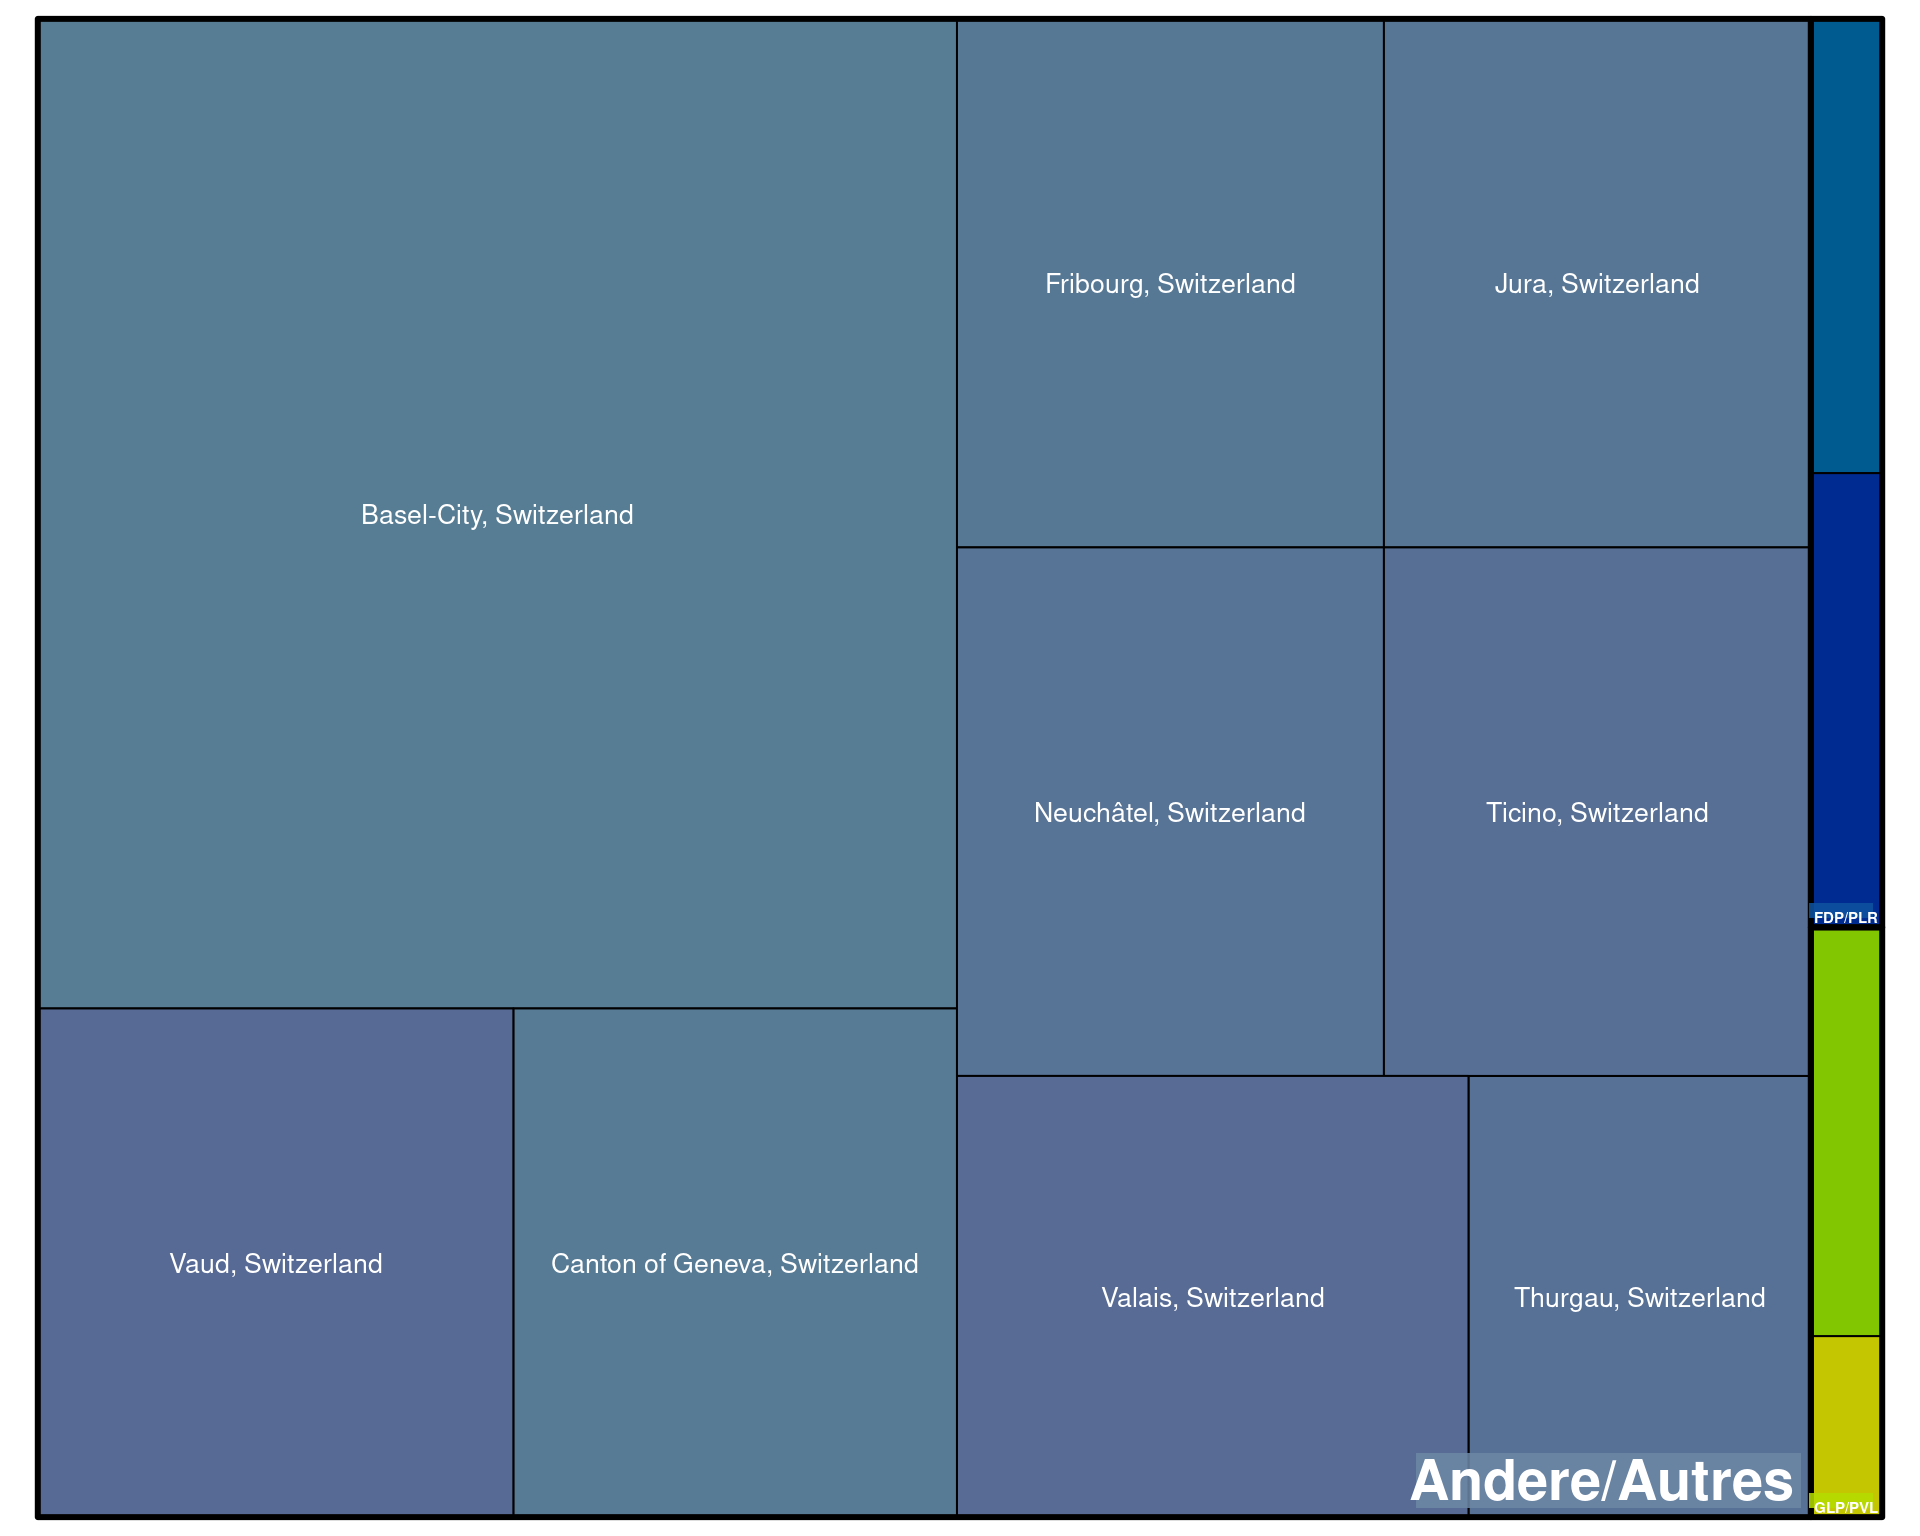 Fribourg, Switzerland
Jura, Switzerland
Basel-City, Switzerland
Neuchâtel, Switzerland
Ticino, Switzerland
FDP/PLR
Vaud, Switzerland
Canton of Geneva, Switzerland
Valais, Switzerland
Thurgau, Switzerland
Andere/Autres
GLP/PVL